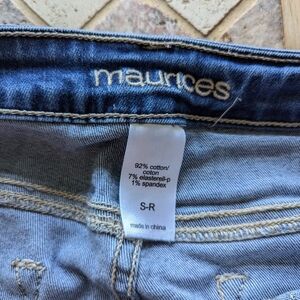 maurices
92% cotton/
coton
7% elasterell-p
1% spandex
S-R
made in china